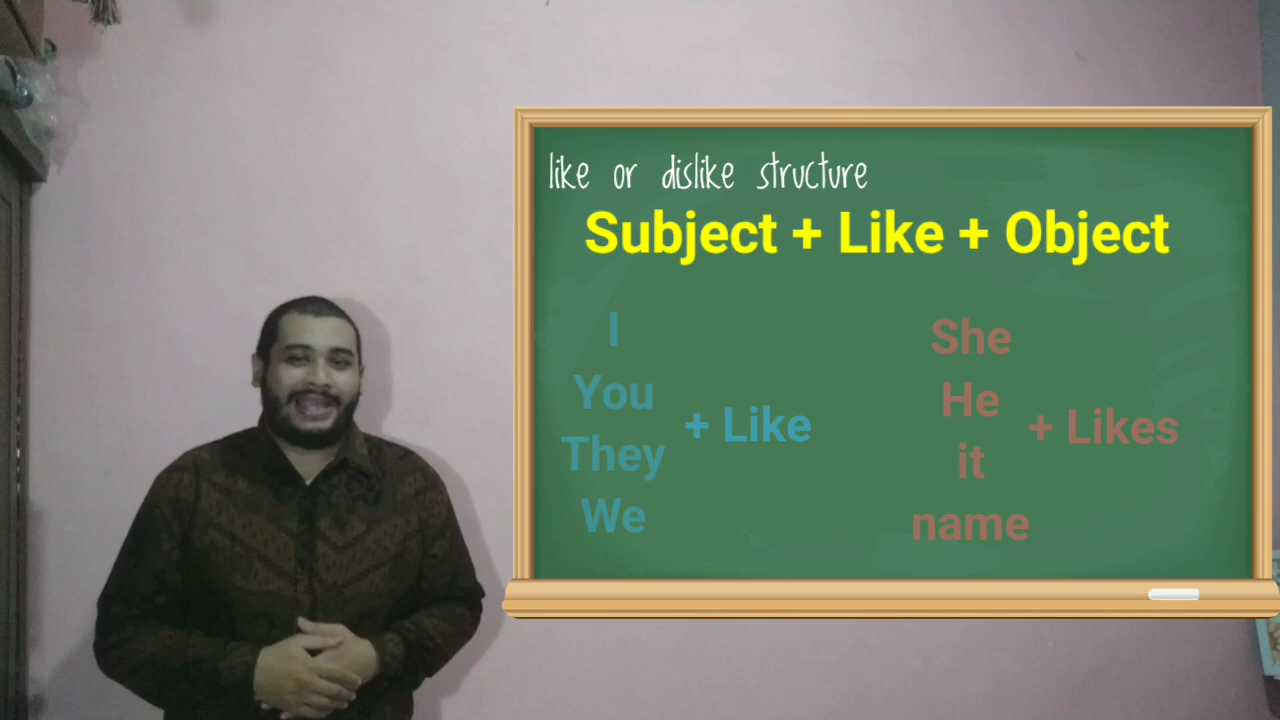 like or dislike structure
Subject + Like + Object
I
You
They
We
+ Like
She
He
it
name
+ Likes